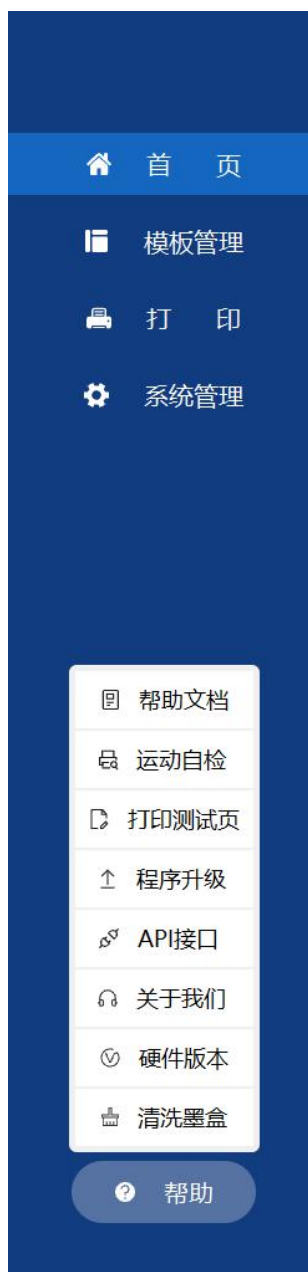 首 页
模板管理
打 印
系统管理
帮助文档
运动自检
打印测试页
程序升级
API接口
关于我们
硬件版本
清洗墨盒
帮助